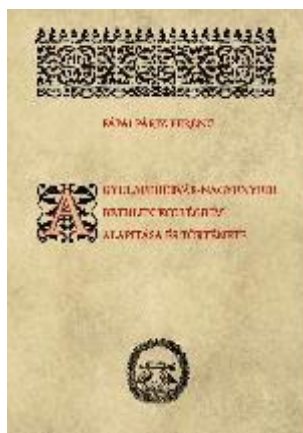 PÁPAI PÁRIZ FERENC
A GYULAFEHÉRVÁR-NAGYENYEDI
BETHLEN KOLLÉGIUM
ALAPÍTÁSA ÉS TÖRTÉNETE